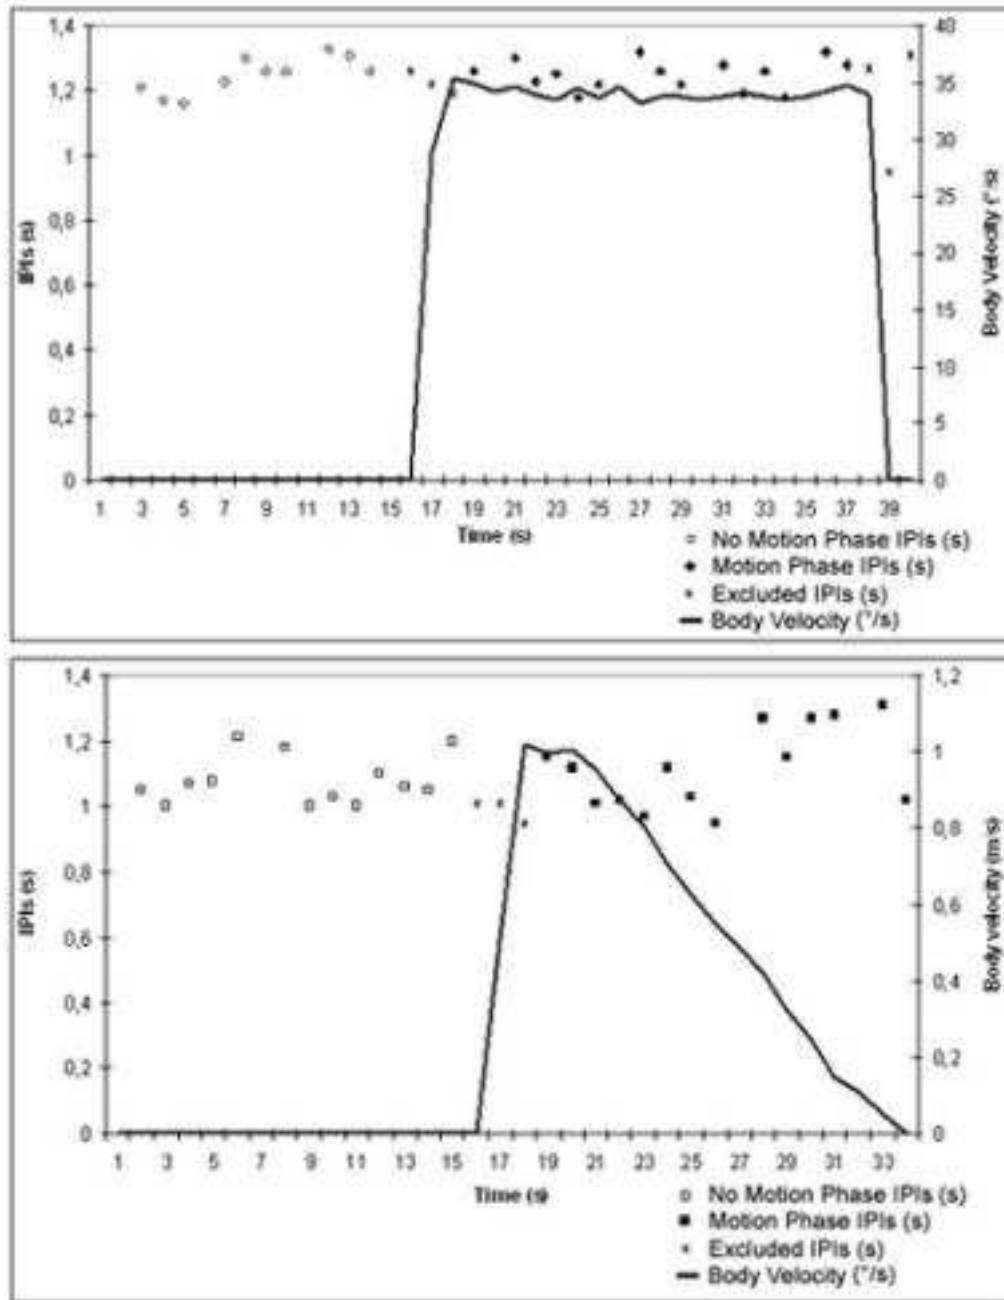 1,4
1,2
1
0,8
0,6
0,4
0,2
0
IPIs (s)
40
35
30
25
20
15
10
5
0
Body Velocity (°/s)
1 3 5 7 9 11 13 15 17 19 21 23 25 27 29 31 33 35 37 39
Time (s)
No Motion Phase IPIs (s)
Motion Phase IPIs (s)
Excluded IPIs (s)
Body Velocity (°/s)
1,4
1,2
1
0,8
0,6
0,4
0,2
0
IPIs (s)
1,2
1
0,8
0,6
0,4
0,2
0
Body velocity (m/s)
1 3 5 7 9 11 13 15 17 19 21 23 25 27 29 31 33
Time (s)
No Motion Phase IPIs (s)
Motion Phase IPIs (s)
Excluded IPIs (s)
Body Velocity (°/s)